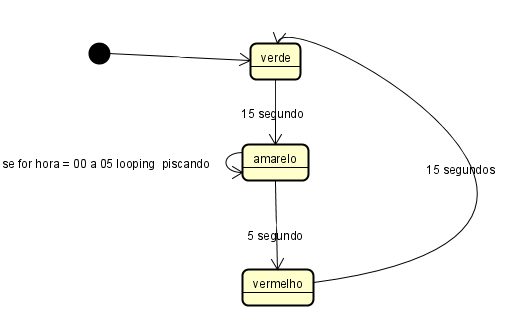 verde
15 segundo
amarelo
se for hora = 00 a 05 looping piscando
15 segundos
5 segundo
vermelho